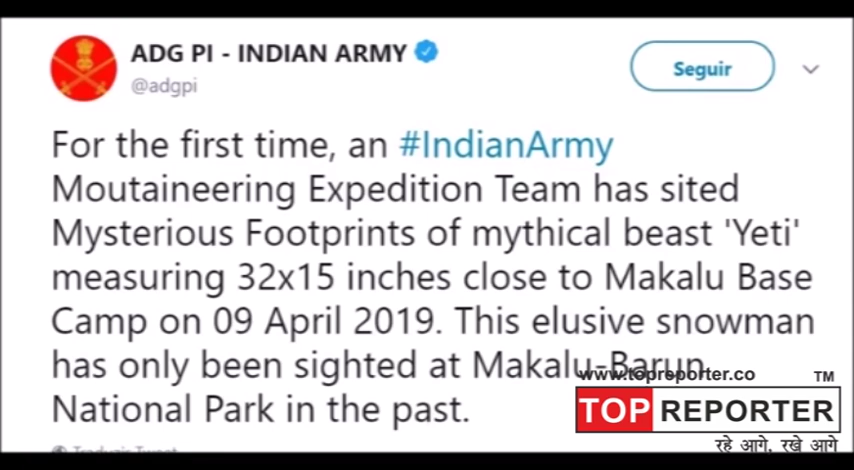 ADG PI - INDIAN ARMY
@adgpi
Seguir
For the first time, an #IndianArmy
Moutaineering Expedition Team has sited
Mysterious Footprints of mythical beast 'Yeti'
measuring 32x15 inches close to Makalu Base
Camp on 09 April 2019. This elusive snowman
has only been sighted at Makalu-Barun
National Park in the past.
www.topreporter.co
TM
TOP REPORTER
रहे आगे, रखे आगे